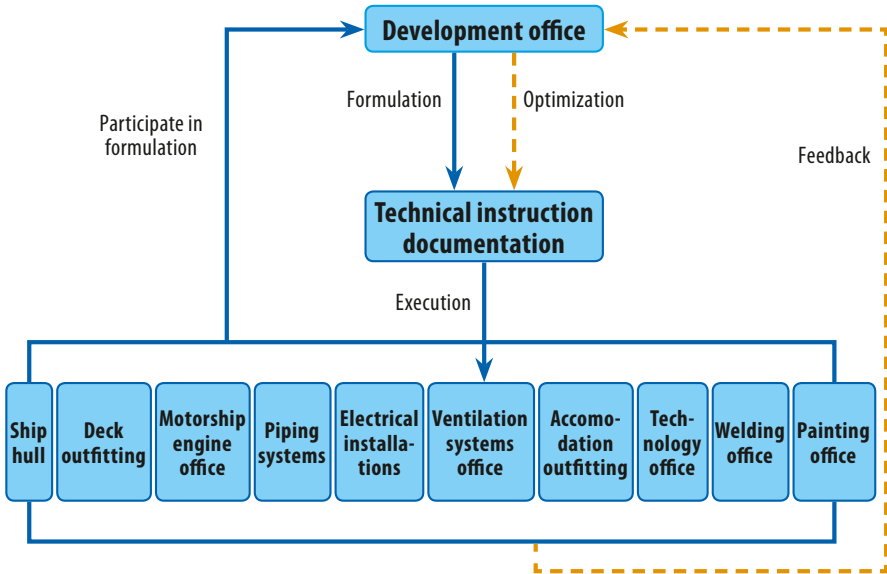 Development office
Formulation
Optimization
Participate in
formulation
Feedback
Technical instruction
documentation
Execution
Ship
hull
Deck
outfitting
Motorship
engine
office
Piping
systems
Electrical
installa-
tions
Ventilation
systems
office
Accomo-
dation
outfitting
Tech-
nology
office
Welding
office
Painting
office